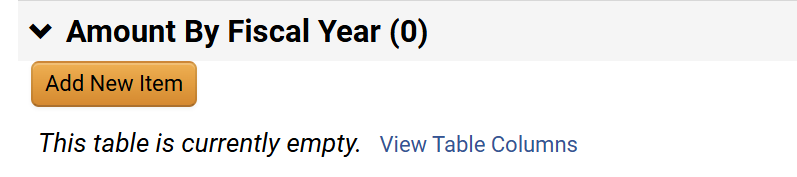 Amount By Fiscal Year (0)
Add New Item
This table is currently empty. View Table Columns